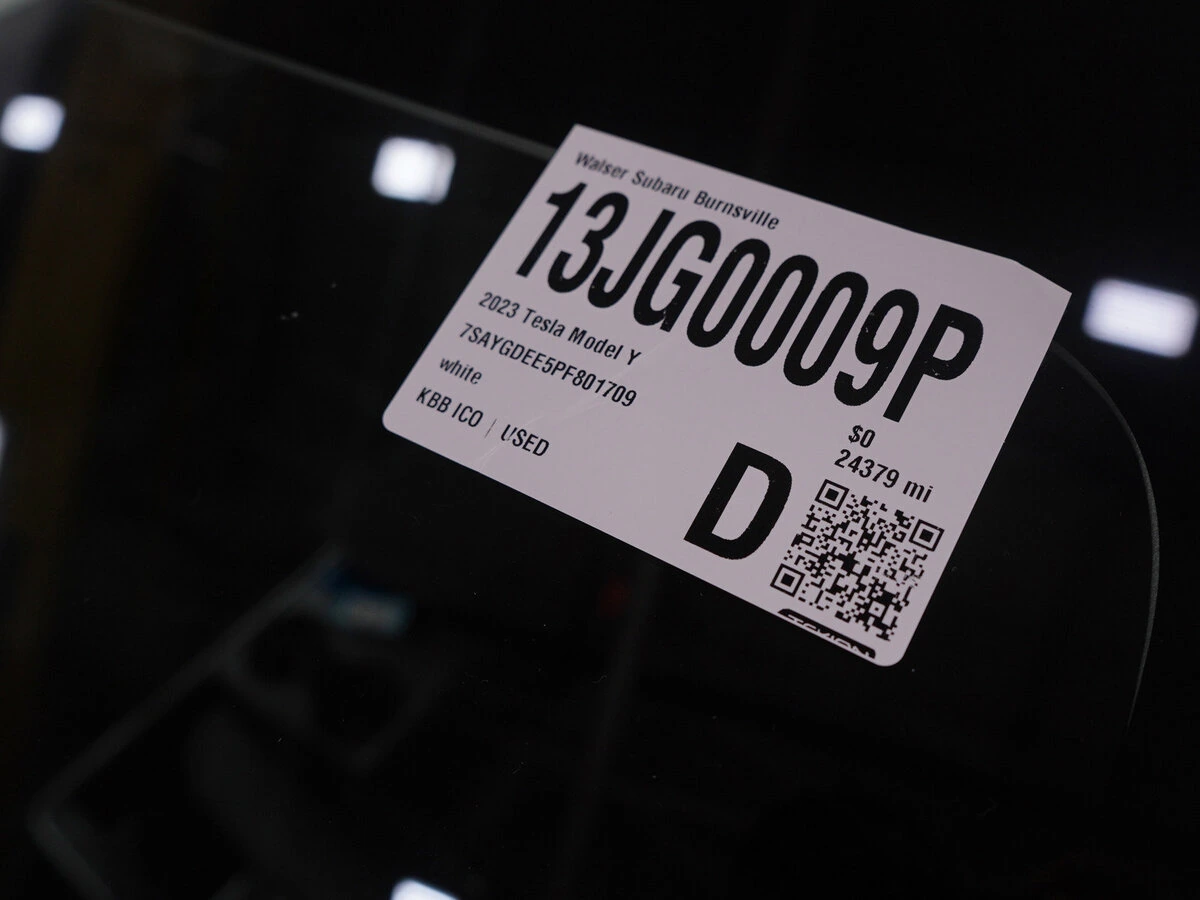 Walser Subaru Burnsville
13JG0009P
2023 Tesla Model Y
7SAYGDEE5PF801709
white
KBB ICO | USED
$0
24379 mi
D